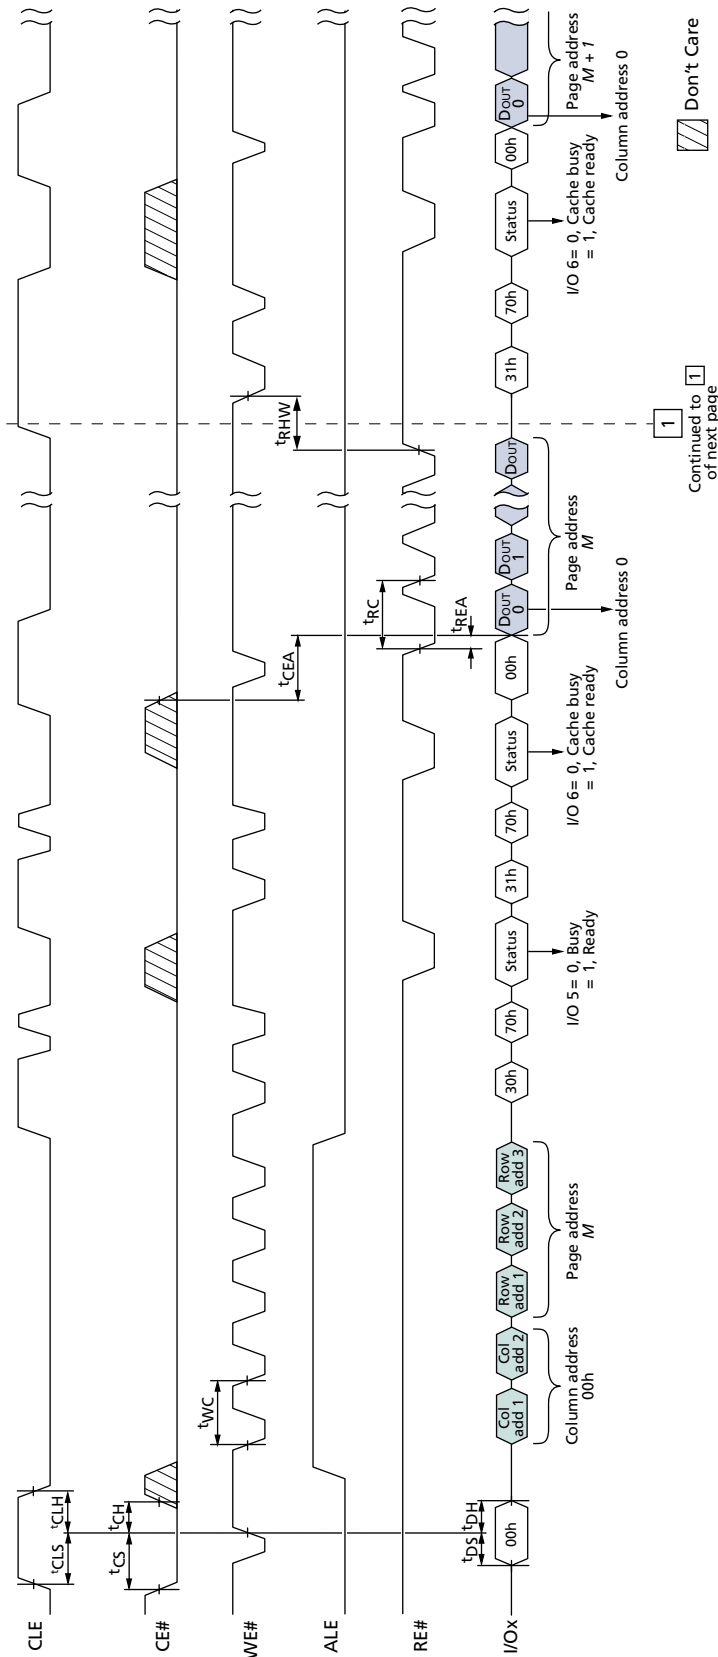 CLE
tCLS
tCLH
CE#
tCS
tCH
WE#
tWC
tCEA
tRHW
ALE
RE#
tRC
tREA
I/Ox
tDS
tDH
00h
Col
add 1
Col
add 2
Row
add 1
Row
add 2
Row
add 3
30h
70h
Status
31h
70h
Status
00h
DOUT
0
DOUT
1
DOUT
31h
70h
Status
00h
DOUT
0
Column address
00h
Page address
M
I/O 5 = 0, Busy
= 1, Ready
I/O 6 = 0, Cache busy
= 1, Cache ready
Column address 0
Page address
M
I/O 6 = 0, Cache busy
= 1, Cache ready
Column address 0
Page address
M + 1
1
Continued to 1
of next page
Don't Care